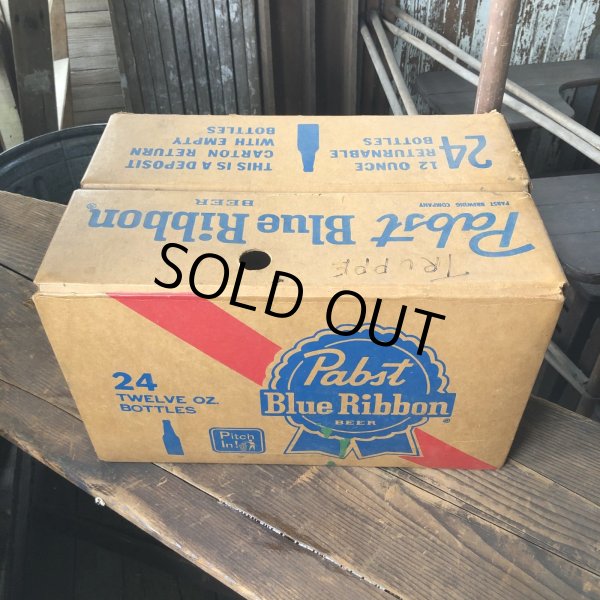 THIS IS A DEPOSIT
CARTON RETURN
WITH EMPTY
BOTTLES
24 12 OUNCE
RETURNABLE
BOTTLES
Pabst Blue Ribbon®
PABST BREWING COMPANY
BEER
TRUPPE
SOLD OUT
24
TWELVE OZ.
BOTTLES
Pitch
In!
Pabst
Blue Ribbon®
BEER